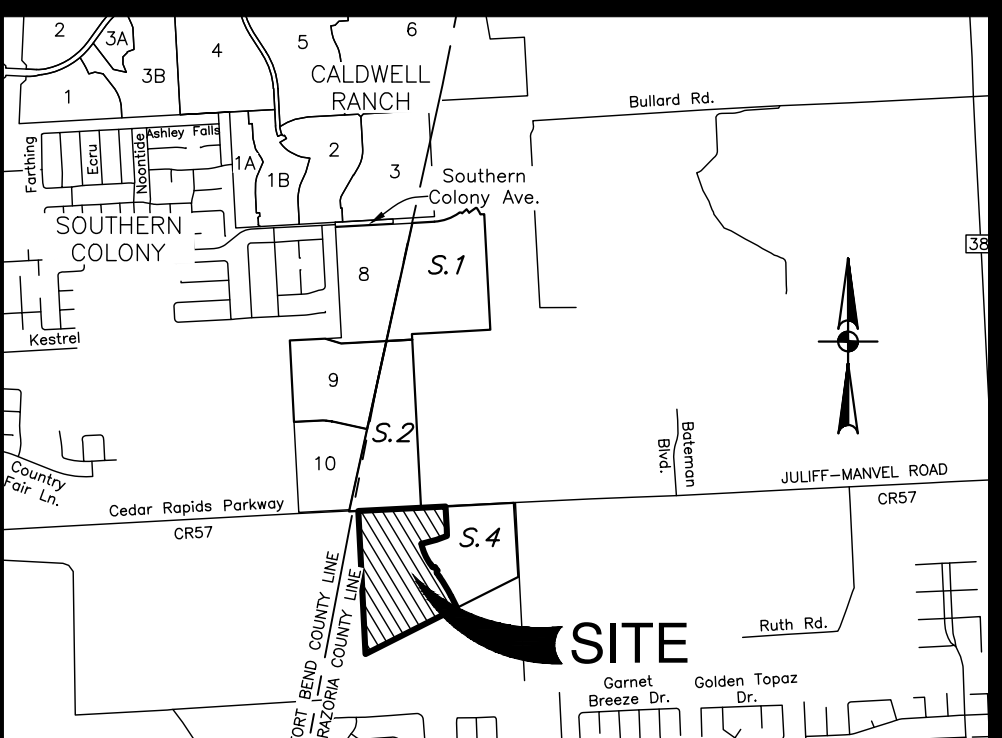 2
3A
3B
4
5
6
1
CALDWELL
RANCH
Bullard Rd.
Farthing
Ecru
Noontide
Ashley Falls
1A
1B
2
3
Southern
Colony Ave.
SOUTHERN
COLONY
38
8
S.1
Kestrel
9
S.2
10
Country
Fair Ln.
Bateman
Blvd.
JULIFF-MANVEL ROAD
CR57
Cedar Rapids Parkway
CR57
S.4
ORT BEND COUNTY LINE
RAZORIA COUNTY LINE
SITE
Ruth Rd.
Garnet
Breeze Dr.
Golden Topaz
Dr.